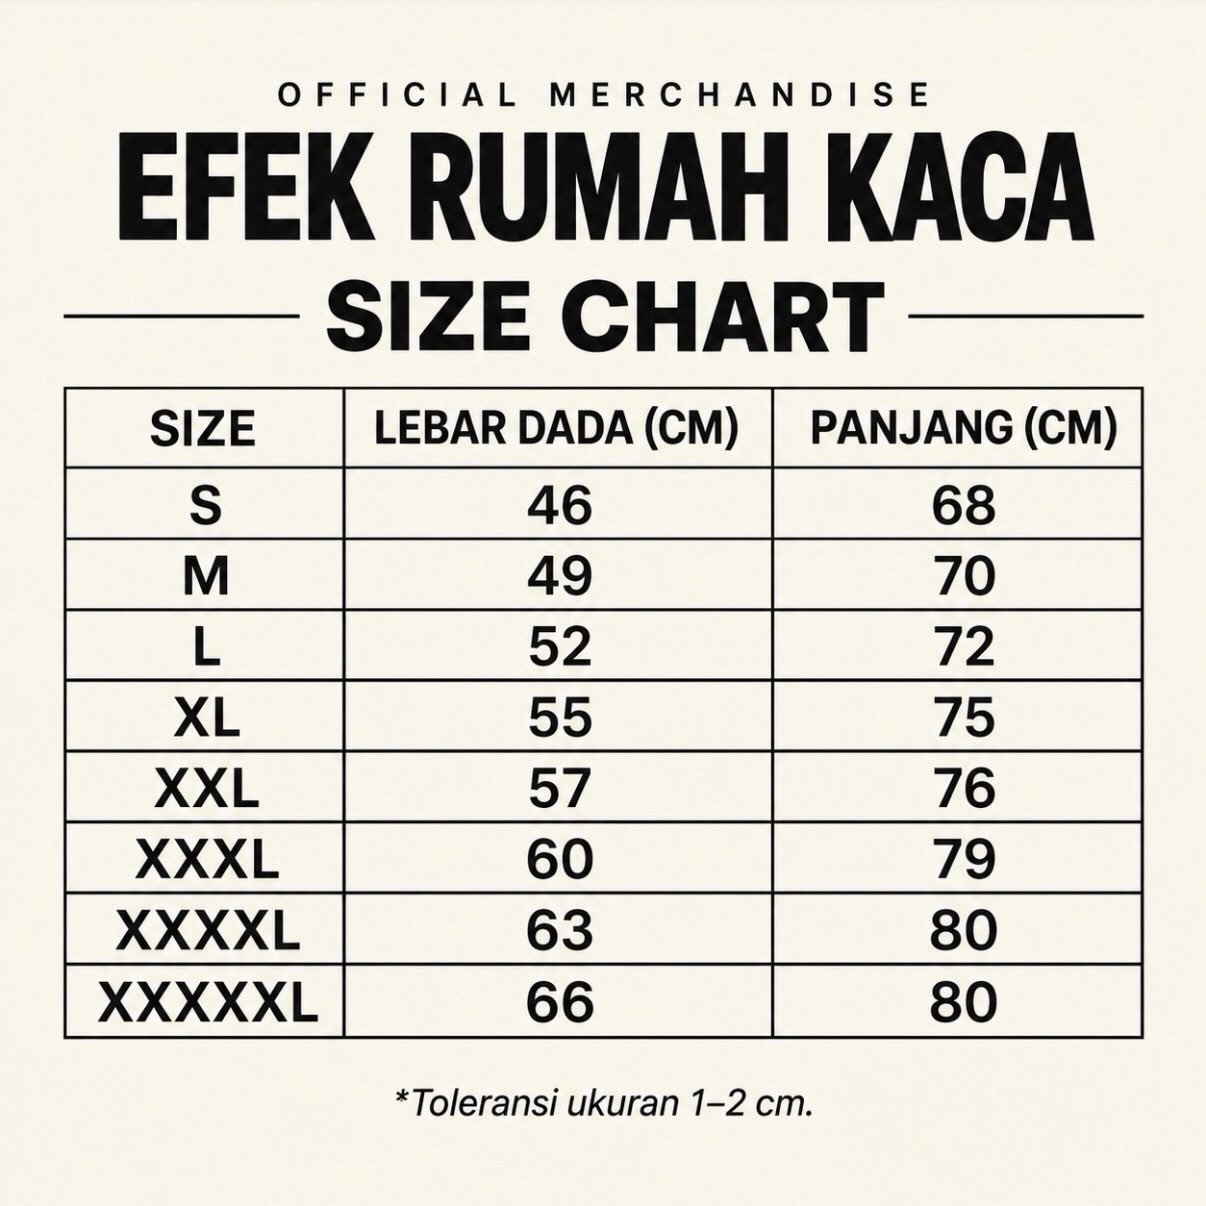 OFFICIAL MERCHANDISE
EFEK RUMAH KACA
SIZE CHART
SIZE LEBAR DADA (CM) PANJANG (CM)
S 46 68
M 49 70
L 52 72
XL 55 75
XXL 57 76
XXXL 60 79
XXXXL 63 80
XXXXXL 66 80
*Toleransi ukuran 1–2 cm.